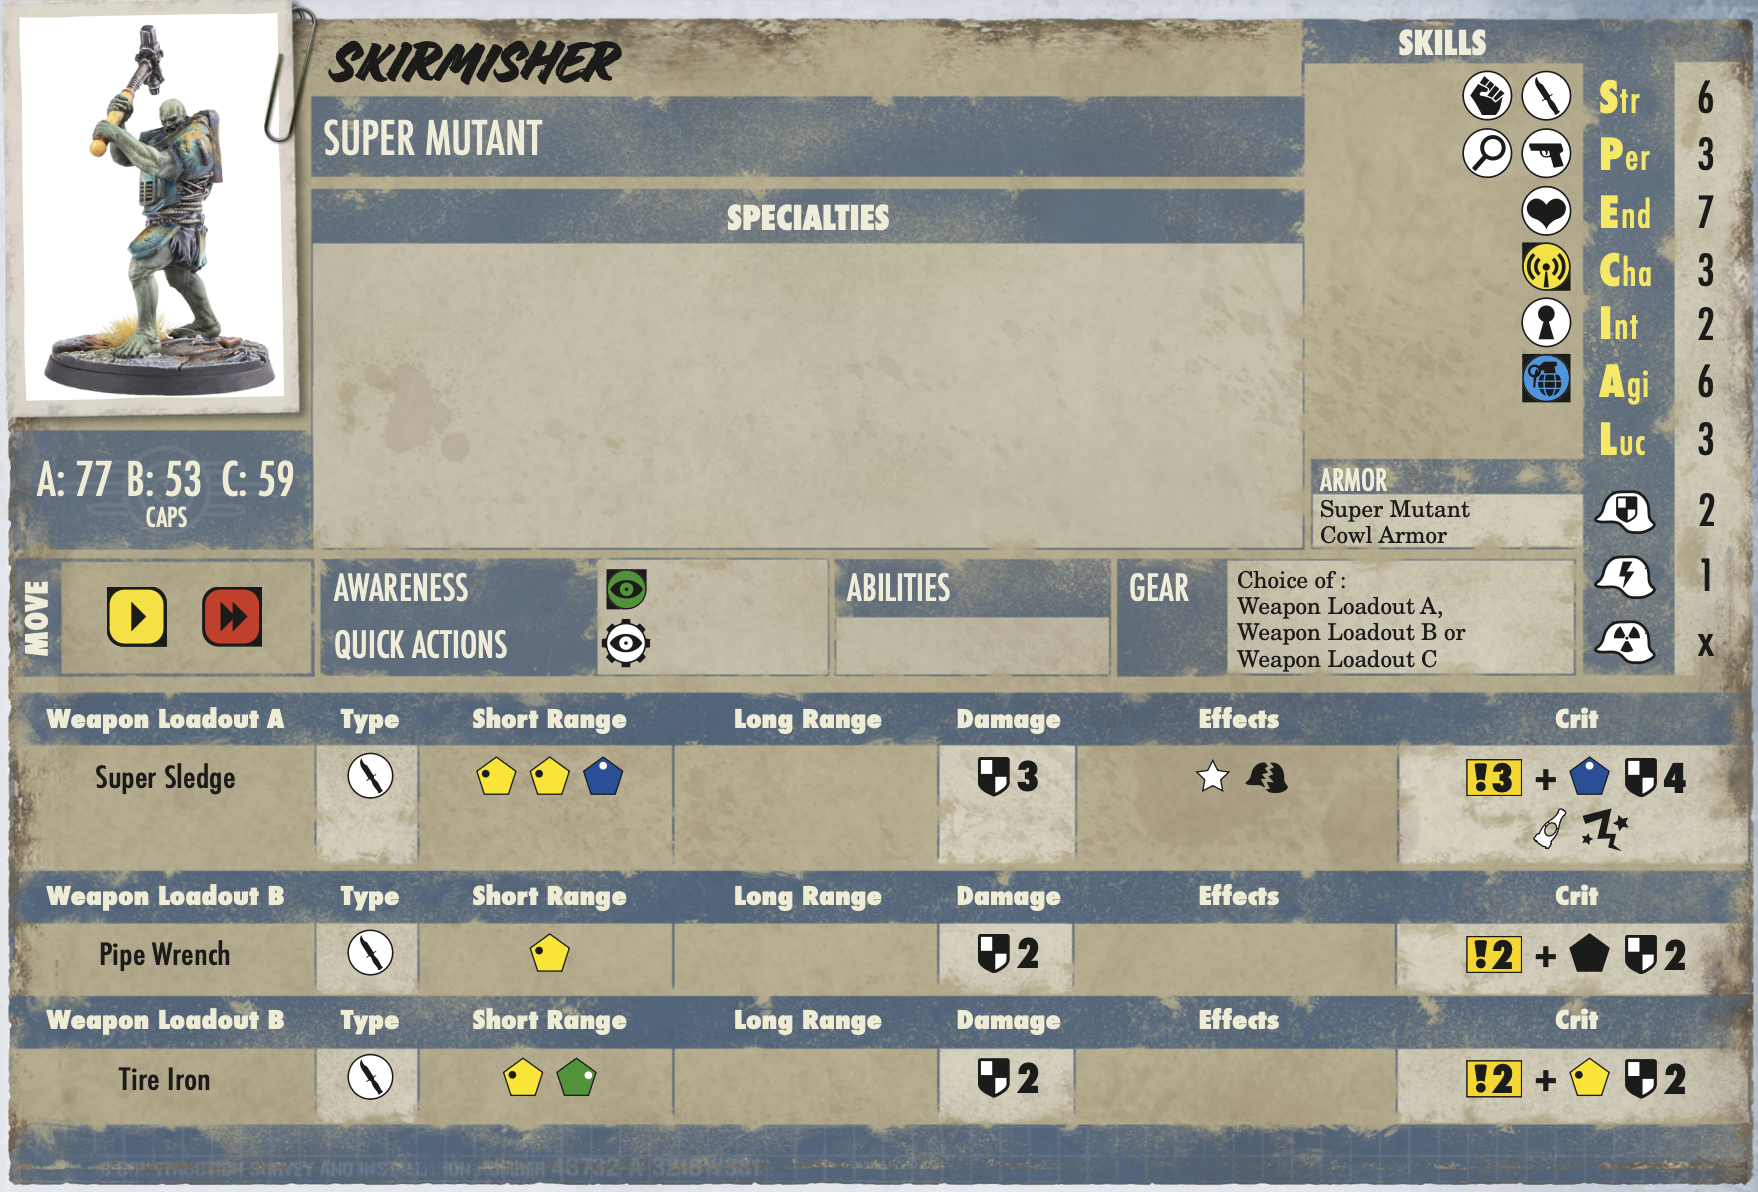 SKIRMISHER
SUPER MUTANT
SPECIALTIES
SKILLS
Str 6
Per 3
End 7
Cha 3
Int 2
Agi 6
Luc 3
A: 77 B: 53 C: 59
CAPS
ARMOR
Super Mutant
Cowl Armor
2
1
x
MOVE
AWARENESS
QUICK ACTIONS
ABILITIES
GEAR
Choice of :
Weapon Loadout A,
Weapon Loadout B or
Weapon Loadout C
Weapon Loadout A Type Short Range Long Range Damage Effects Crit
Super Sledge 3 !3 + 4
Weapon Loadout B Type Short Range Long Range Damage Effects Crit
Pipe Wrench 2 !2 + 2
Weapon Loadout B Type Short Range Long Range Damage Effects Crit
Tire Iron 2 !2 + 2